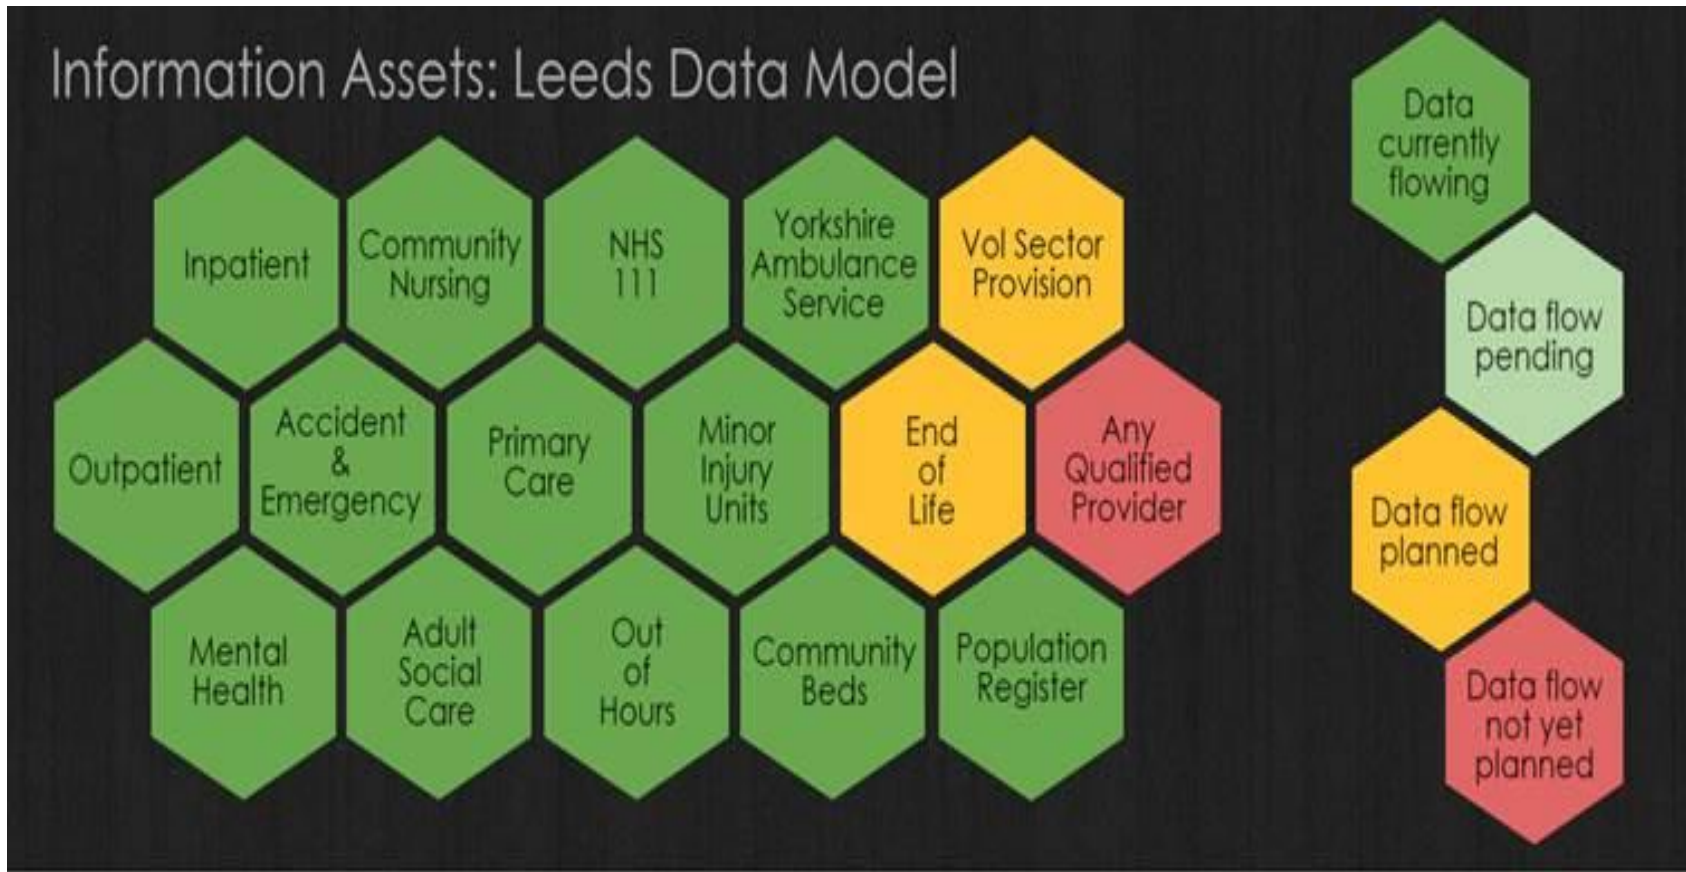 Information Assets: Leeds Data Model
Inpatient
Community
Nursing
NHS
111
Yorkshire
Ambulance
Service
Vol Sector
Provision
Outpatient
Accident
&
Emergency
Primary
Care
Minor
Injury
Units
End
of
Life
Any
Qualified
Provider
Mental
Health
Adult
Social
Care
Out
of
Hours
Community
Beds
Population
Register
Data
currently
flowing
Data flow
pending
Data flow
planned
Data flow
not yet
planned